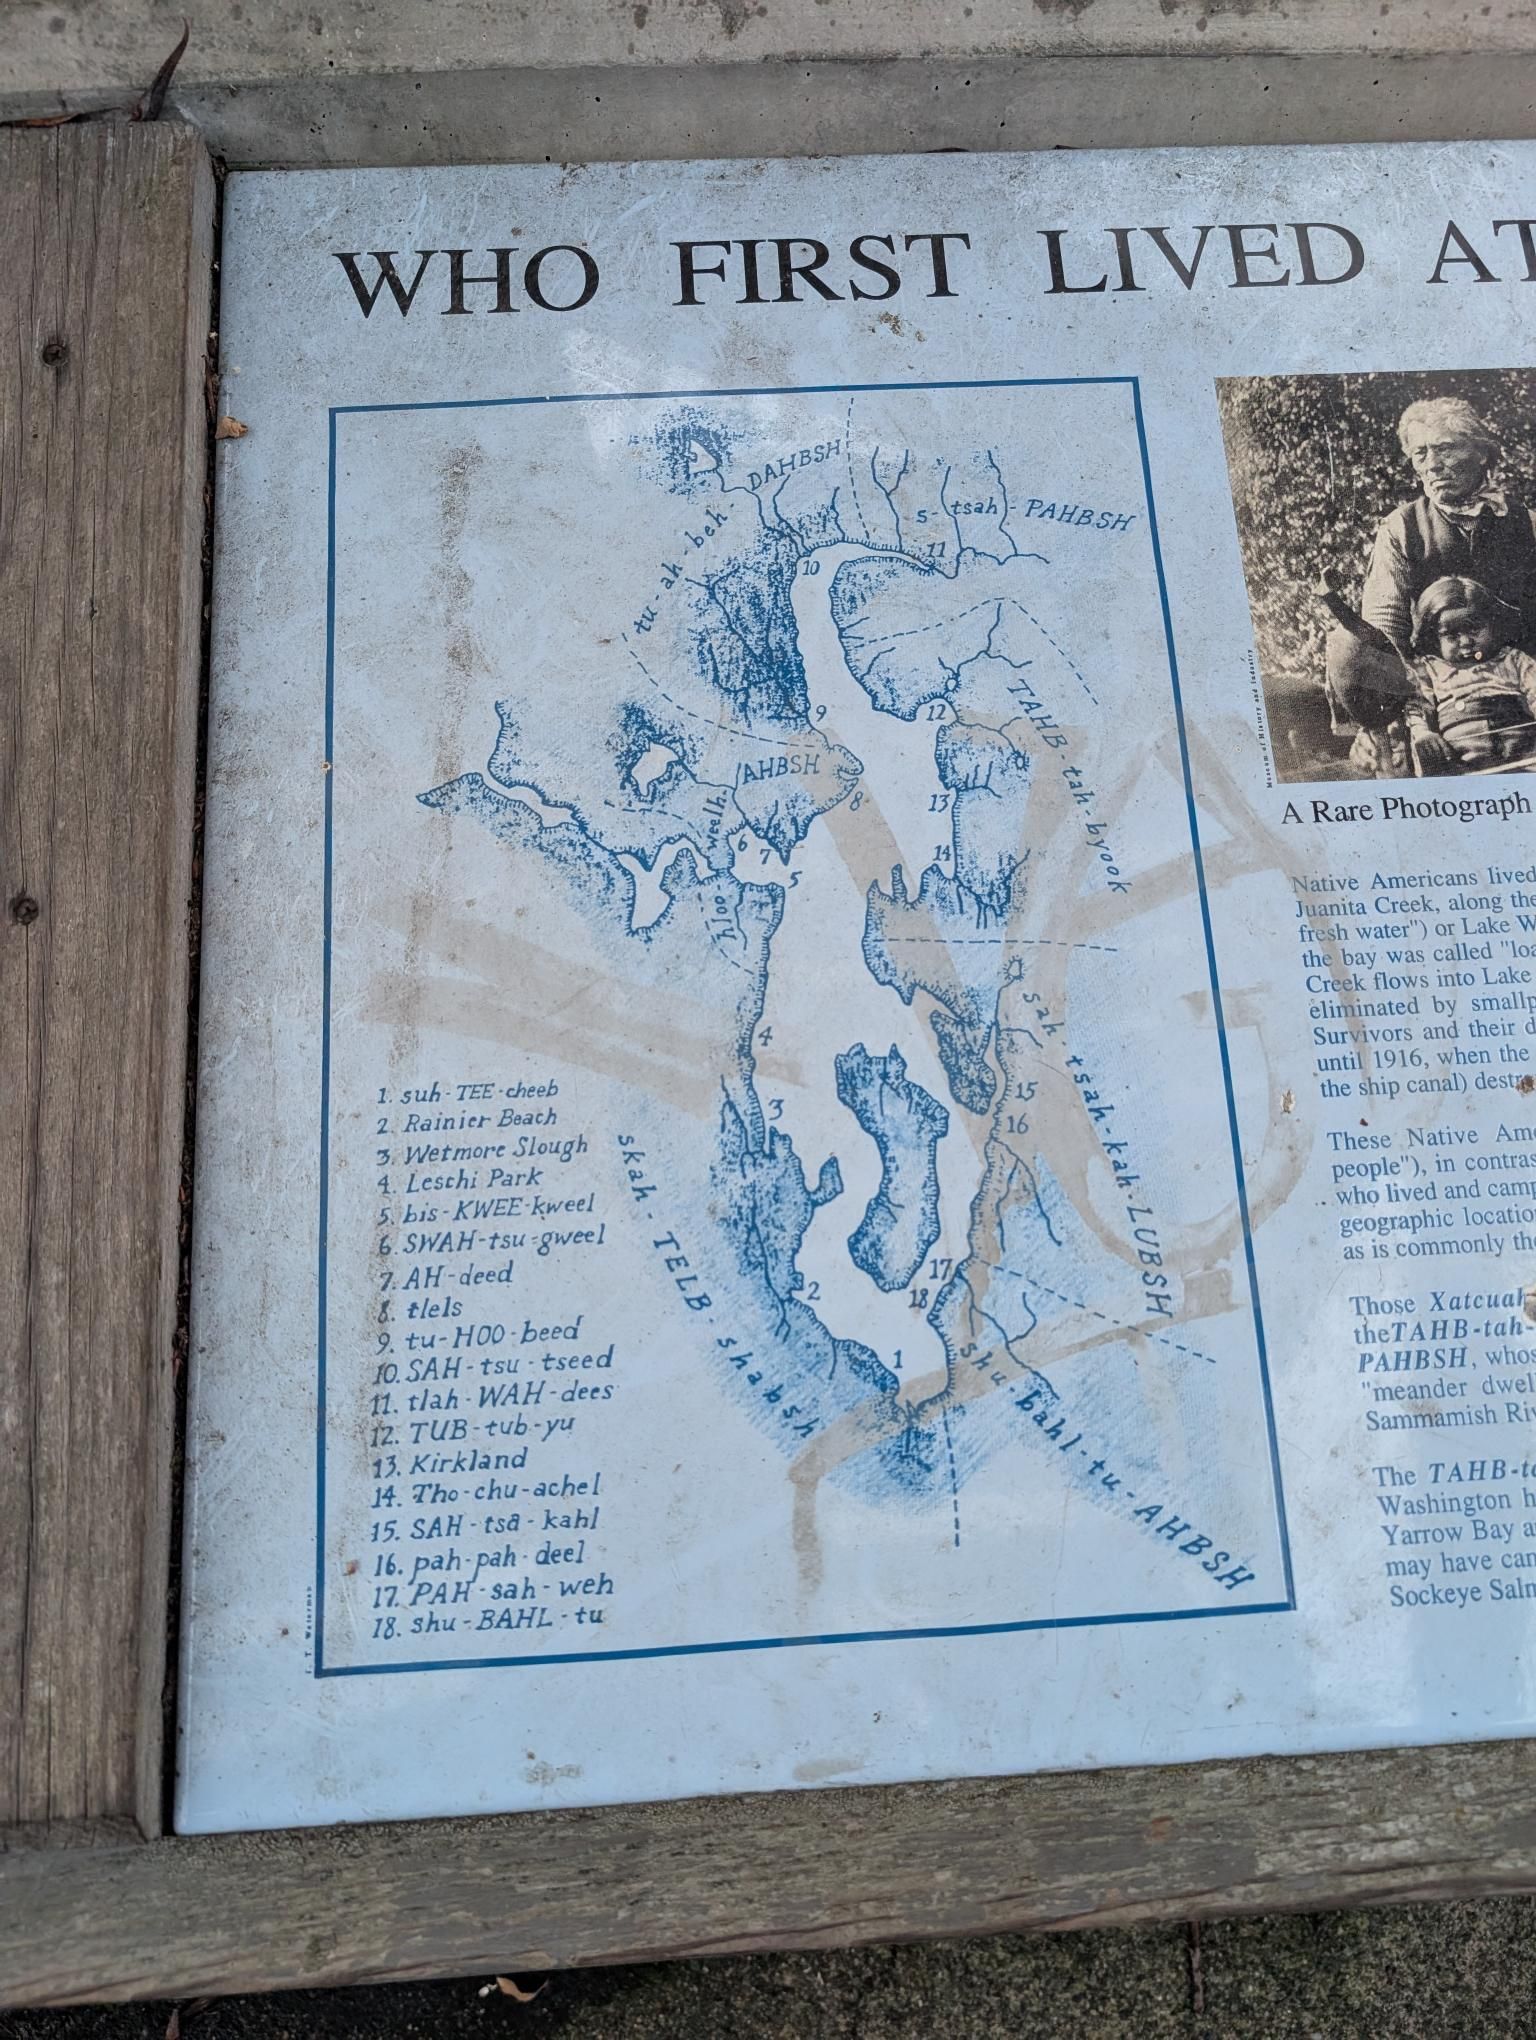 WHO FIRST LIVED AT
DAHBSH
tu-ah-beh-
s-tsah-PAHBSH
10
11
TAHB-tah-byook
9
12
AHBSH
weelh-
hloo-
8
13
6
7
14
5
sah-tsah-kah-LUBSH
4
15
3
16
skah-TELB-shabsh
17
2
18
1
shu-bahl-tu-AHBSH
1. suh-TEE-cheeb
2. Rainier Beach
3. Wetmore Slough
4. Leschi Park
5. bis-KWEE-kweel
6. SWAH-tsu-gweel
7. AH-deed
8. tlels
9. tu-HOO-beed
10. SAH-tsu-tseed
11. tlah-WAH-dees
12. TUB-tub-yu
13. Kirkland
14. Tho-chu-achel
15. SAH-tsa-kahl
16. pah-pah-deel
17. PAH-sah-weh
18. shu-BAHL-tu
Museum of History and Industry
A Rare Photograph
Native Americans lived
Juanita Creek, along the
fresh water") or Lake W
the bay was called "loa
Creek flows into Lake
eliminated by smallp
Survivors and their d
until 1916, when the
the ship canal) destr
These Native Ame
people"), in contras
who lived and camp
geographic location
as is commonly the
Those Xatcuah
theTAHB-tah-
PAHBSH, whos
"meander dwel
Sammamish Riv
The TAHB-ta
Washington h
Yarrow Bay a
may have can
Sockeye Salm